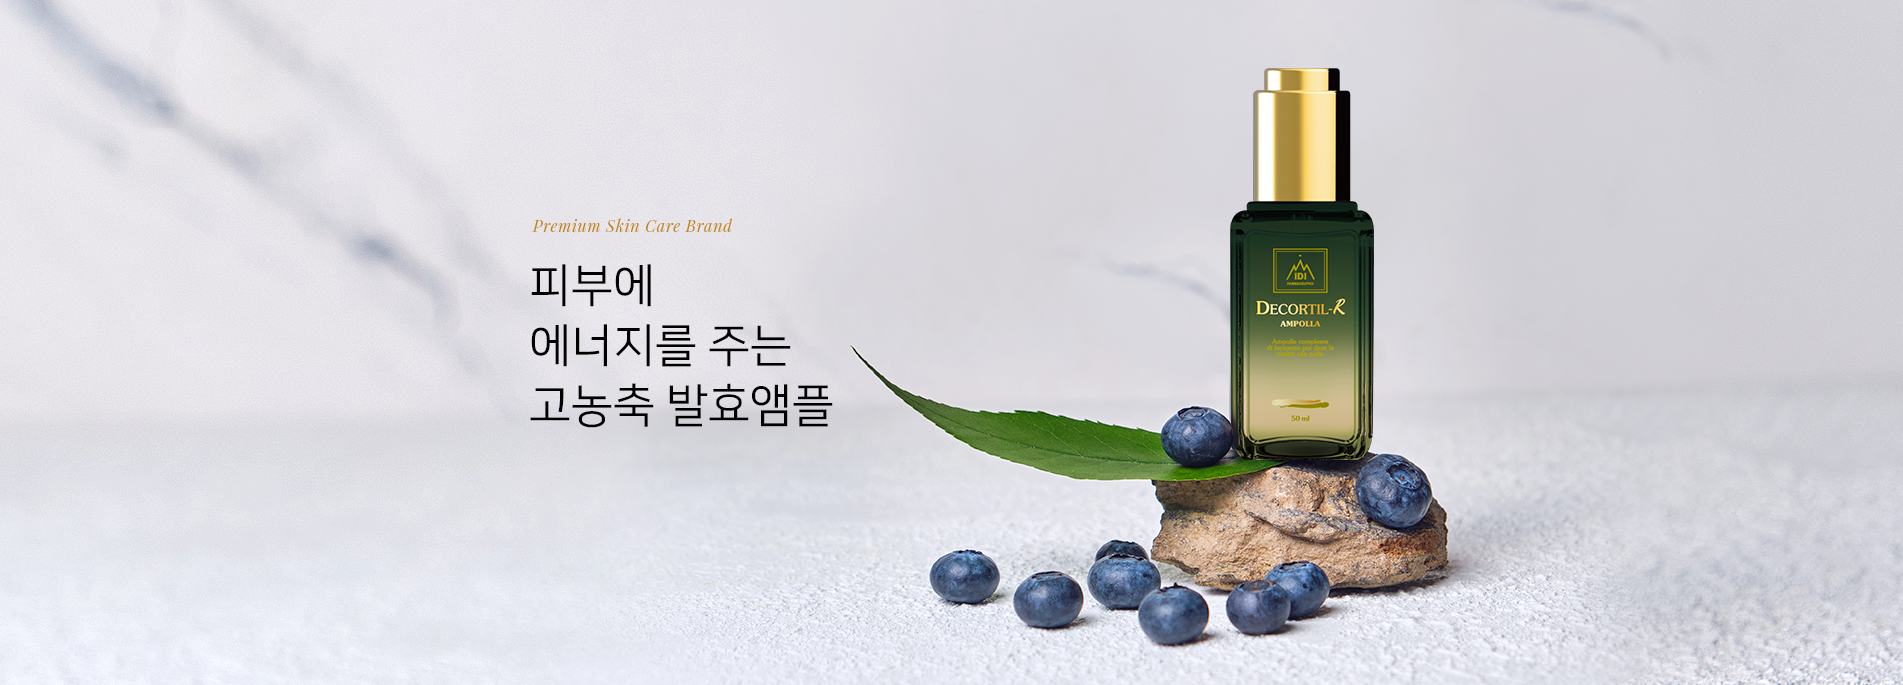 Premium Skin Care Brand
피부에
에너지를 주는
고농축 발효앰플
IDI
DECORTIL-R
AMPOLLA
50 ml